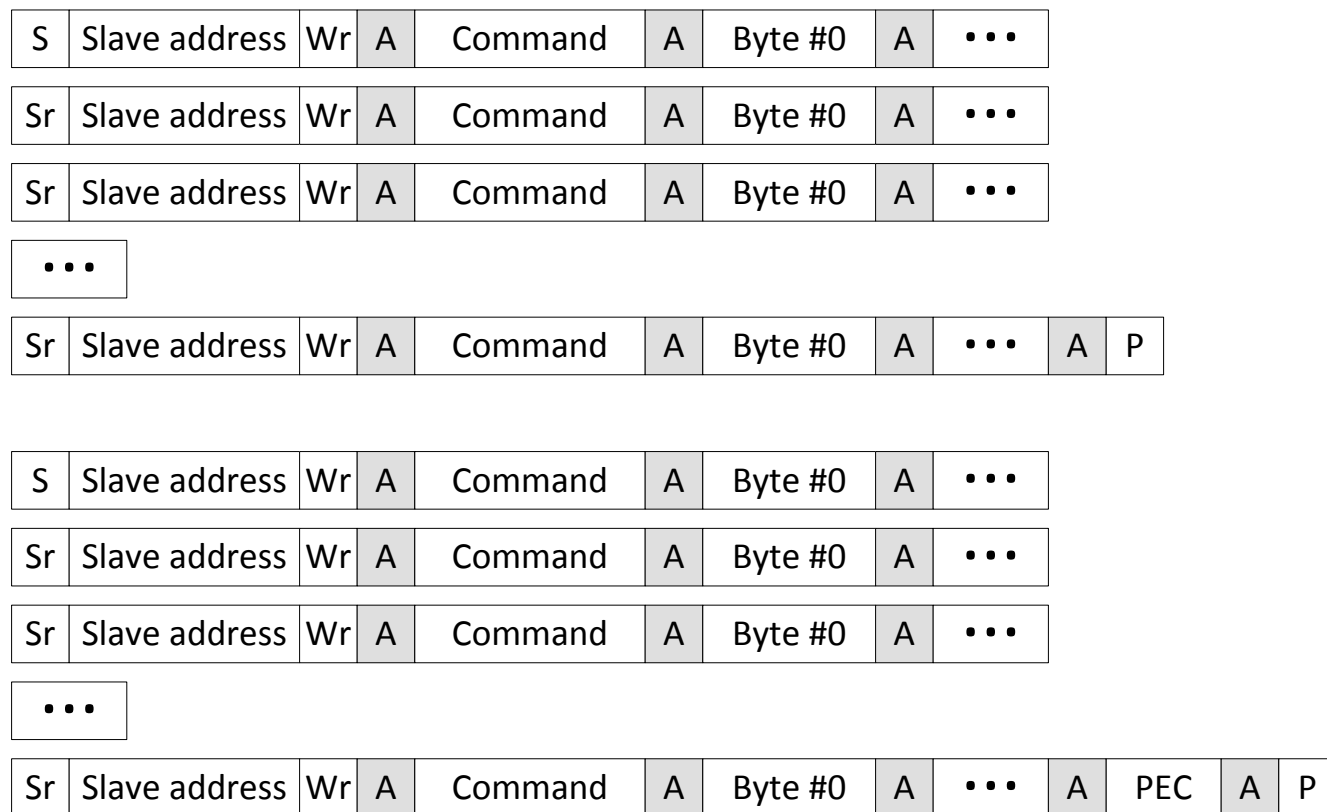 S Slave address Wr A Command A Byte #0 A •••
Sr Slave address Wr A Command A Byte #0 A •••
Sr Slave address Wr A Command A Byte #0 A •••
•••
Sr Slave address Wr A Command A Byte #0 A ••• A P
S Slave address Wr A Command A Byte #0 A •••
Sr Slave address Wr A Command A Byte #0 A •••
Sr Slave address Wr A Command A Byte #0 A •••
•••
Sr Slave address Wr A Command A Byte #0 A ••• A PEC A P